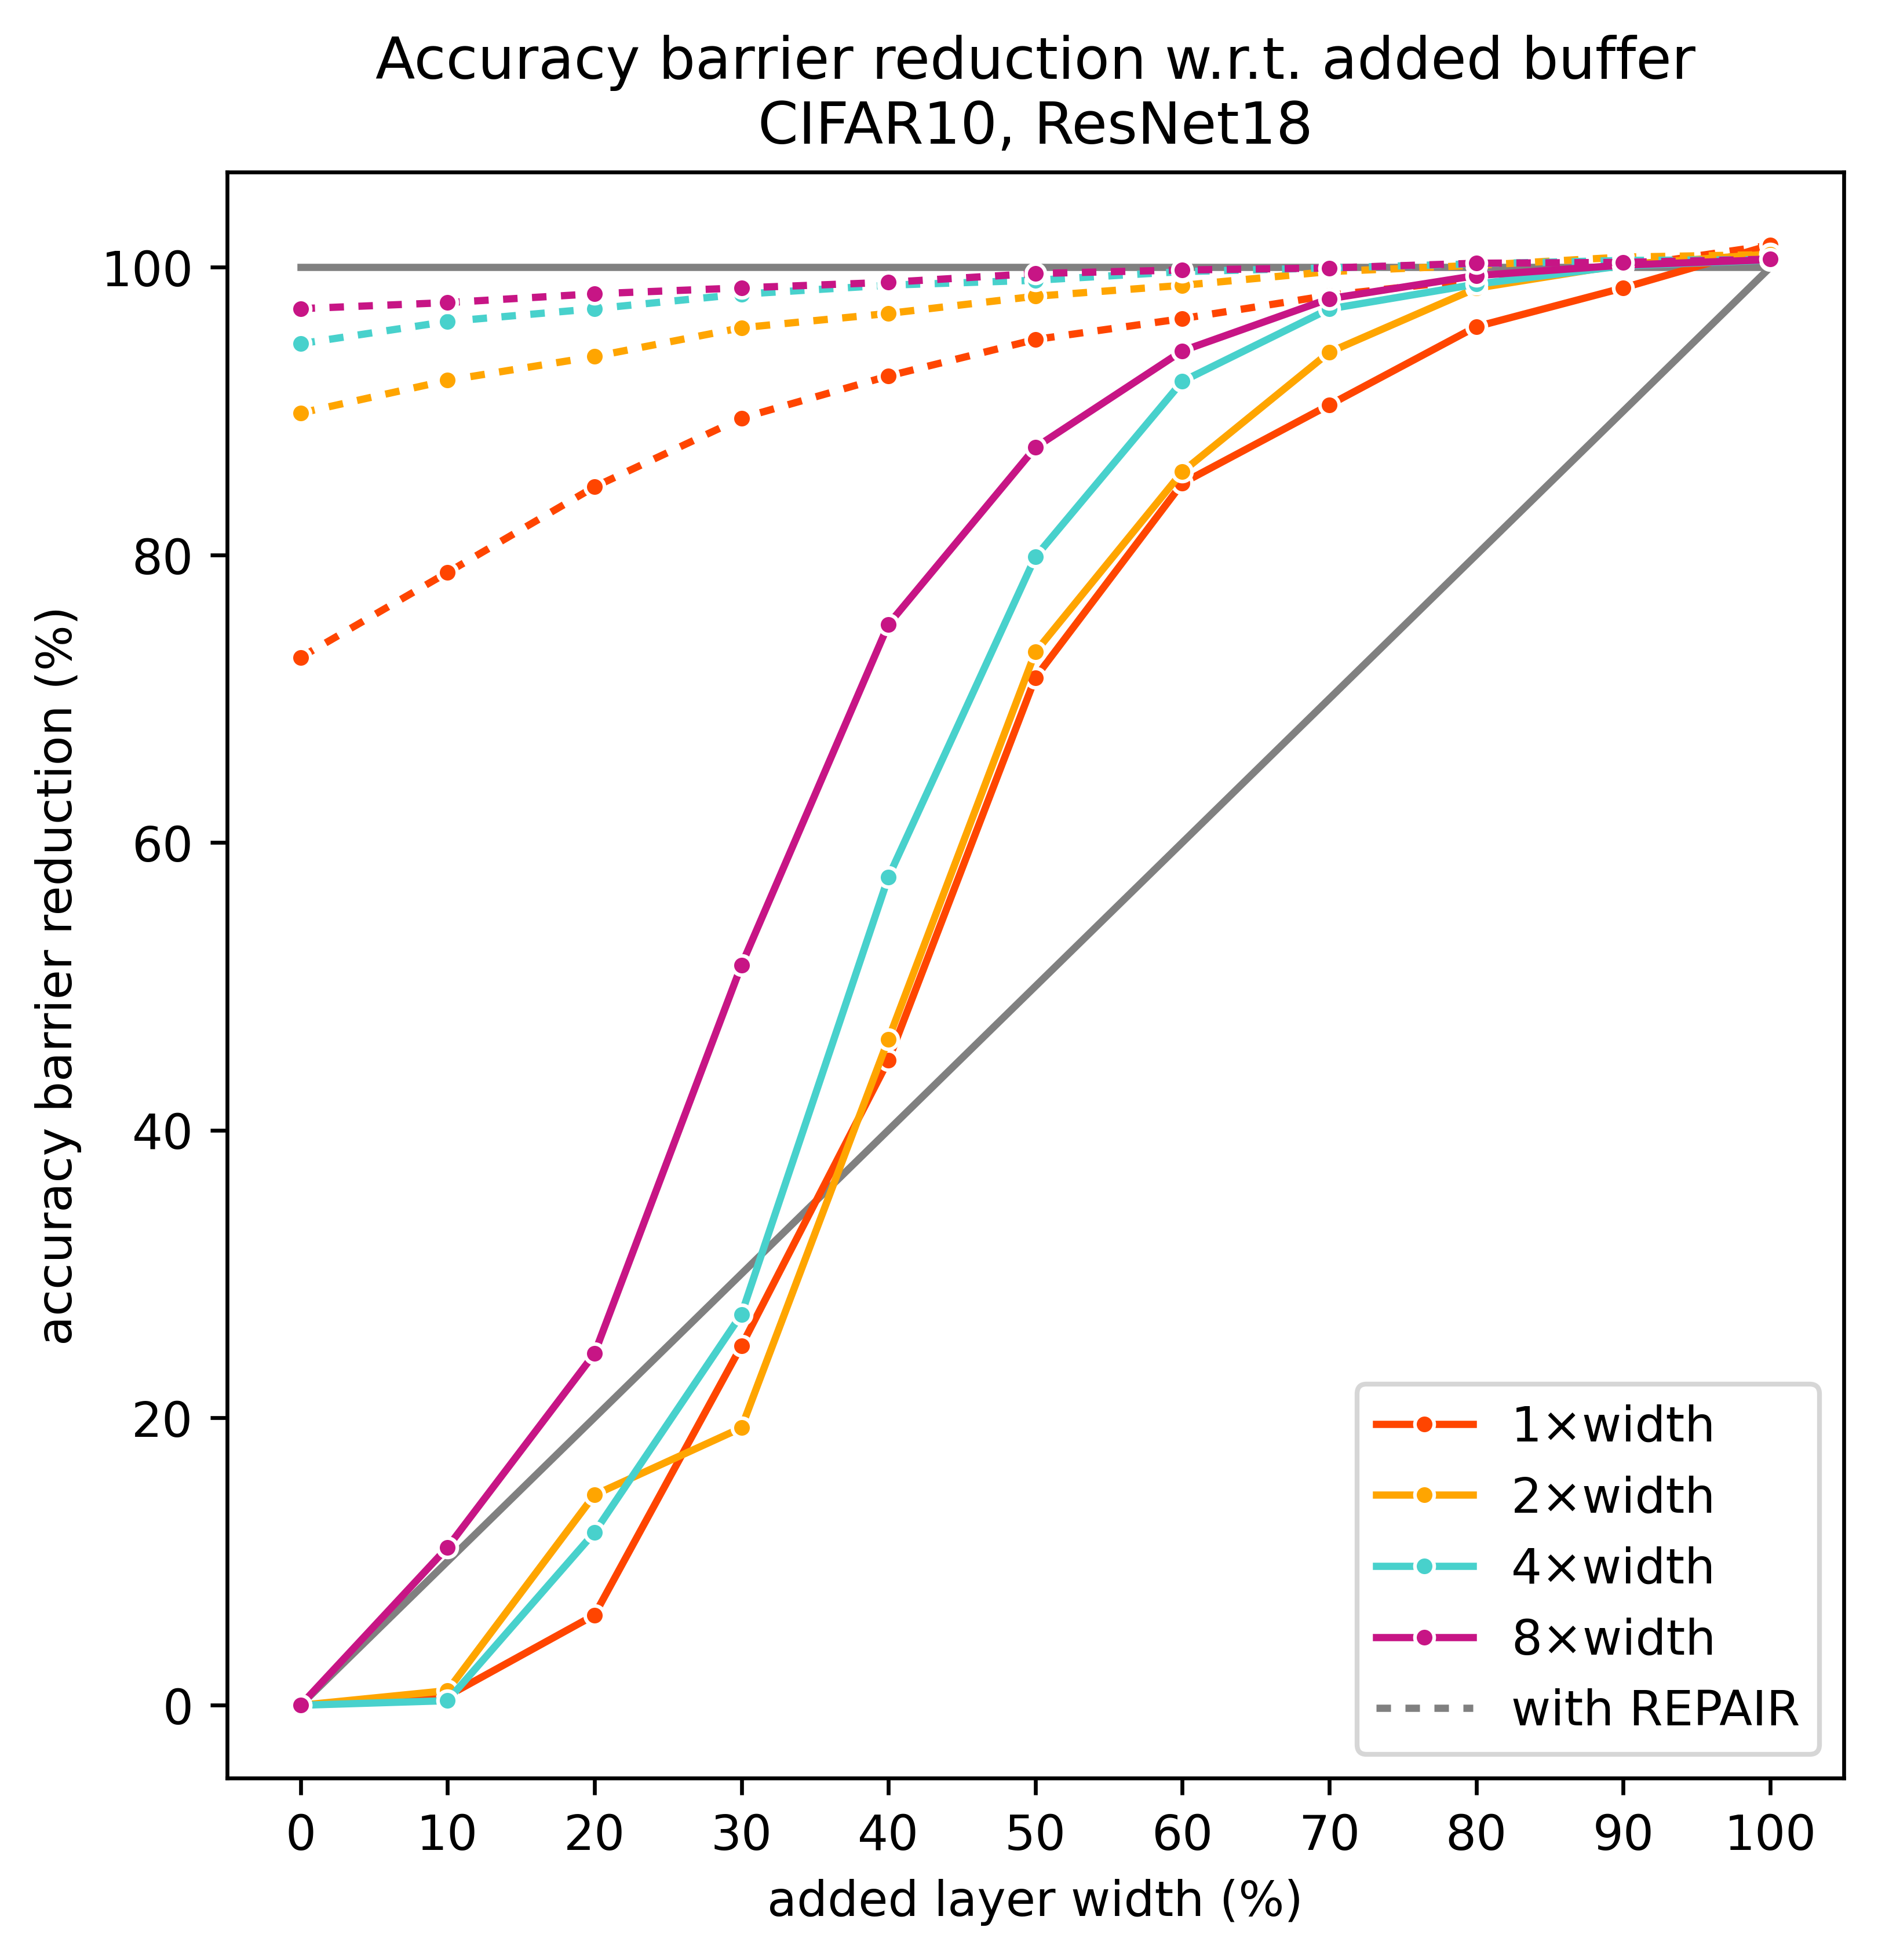 Accuracy barrier reduction w.r.t. added buffer
CIFAR10, ResNet18
accuracy barrier reduction (%)
100
80
60
40
20
0
0 10 20 30 40 50 60 70 80 90 100
added layer width (%)
1×width
2×width
4×width
8×width
with REPAIR